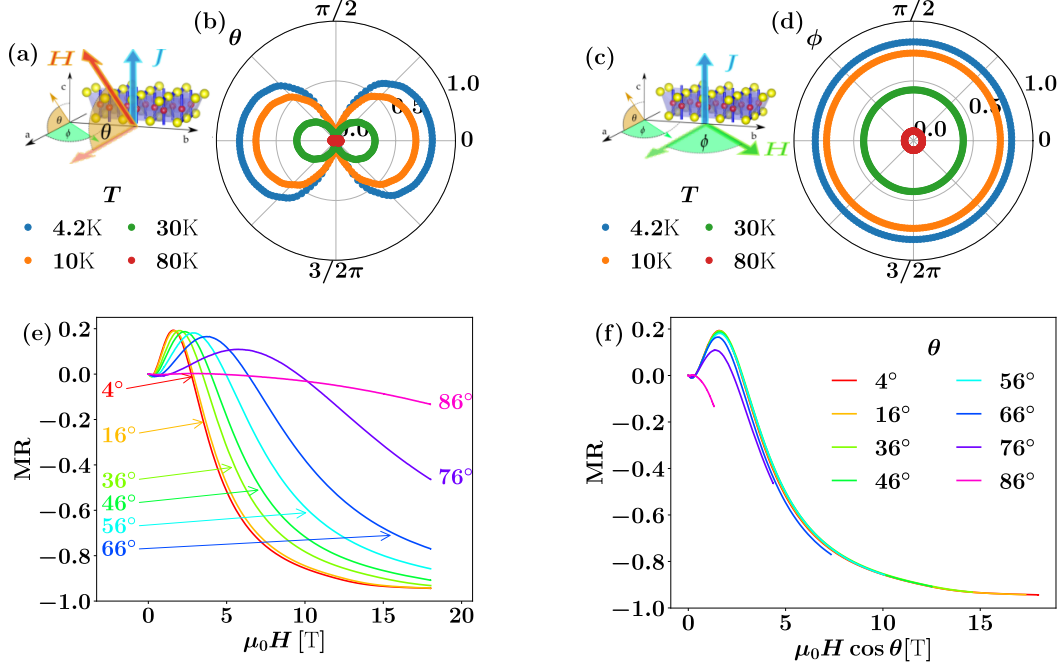 (a)
H
J
c
θ
a
ϕ
b
θ
T
4.2K
30K
10K
80K
(b)
θ
π/2
1.0
0.5
0.0
0
3/2π
(c)
J
c
θ
a
ϕ
b
ϕ
H
T
4.2K
30K
10K
80K
(d)
ϕ
π/2
1.0
0.5
0.0
0
3/2π
(e)
0.2
0.0
−0.2
−0.4
−0.6
−0.8
−1.0
MR
4°
16°
36°
46°
56°
66°
86°
76°
0
5
10
15
20
μ₀H [T]
(f)
0.2
0.0
−0.2
−0.4
−0.6
−0.8
−1.0
MR
θ
4°
56°
16°
66°
36°
76°
46°
86°
0
5
10
15
μ₀H cos θ[T]